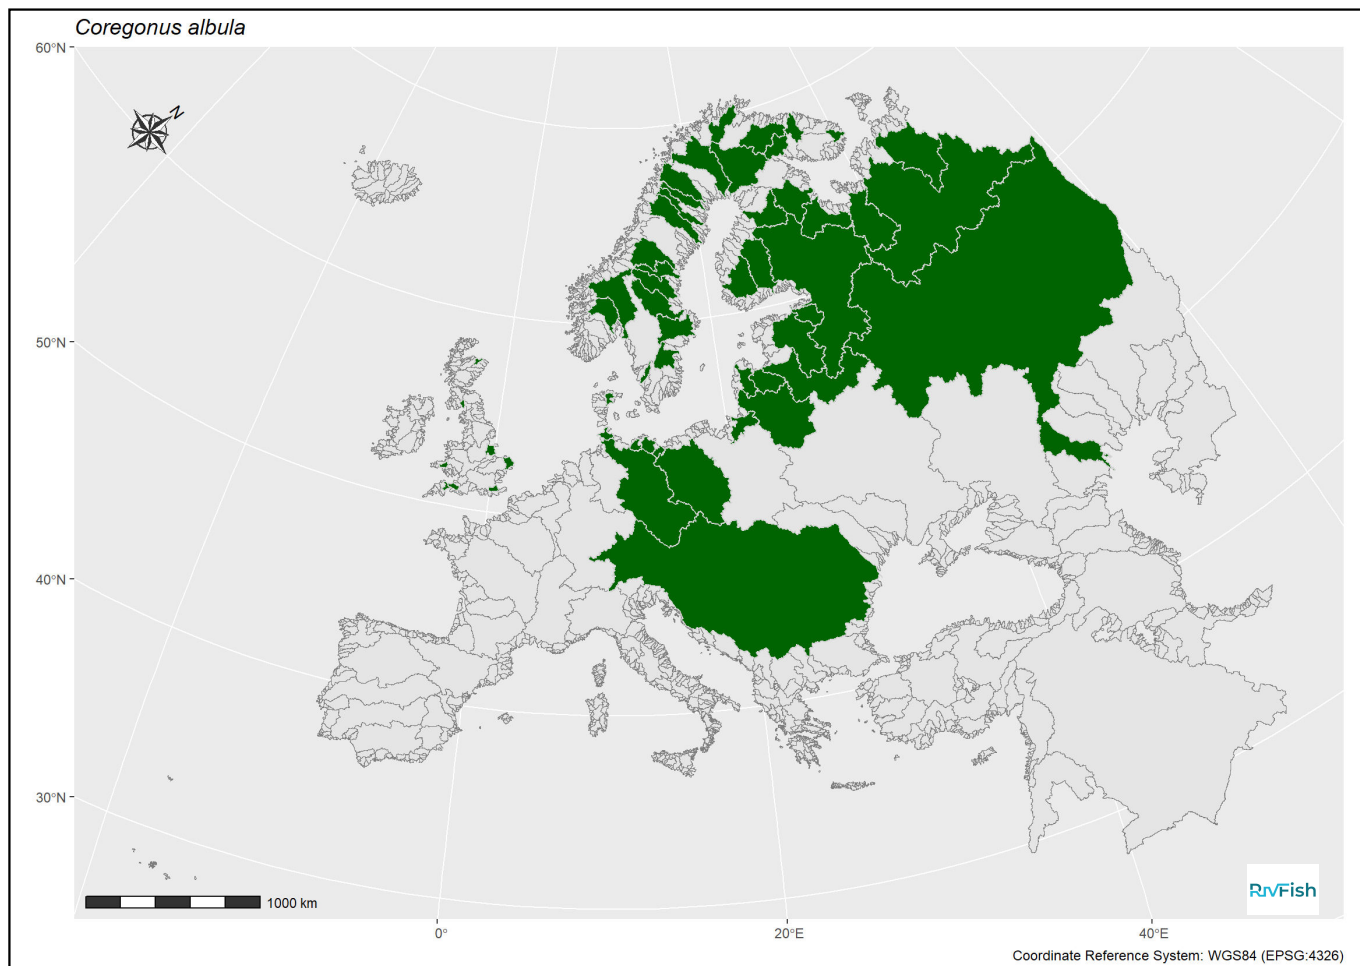 Coregonus albula
60°N
50°N
40°N
30°N
N
1000 km
RIVFish
0°
20°E
40°E
Coordinate Reference System: WGS84 (EPSG:4326)